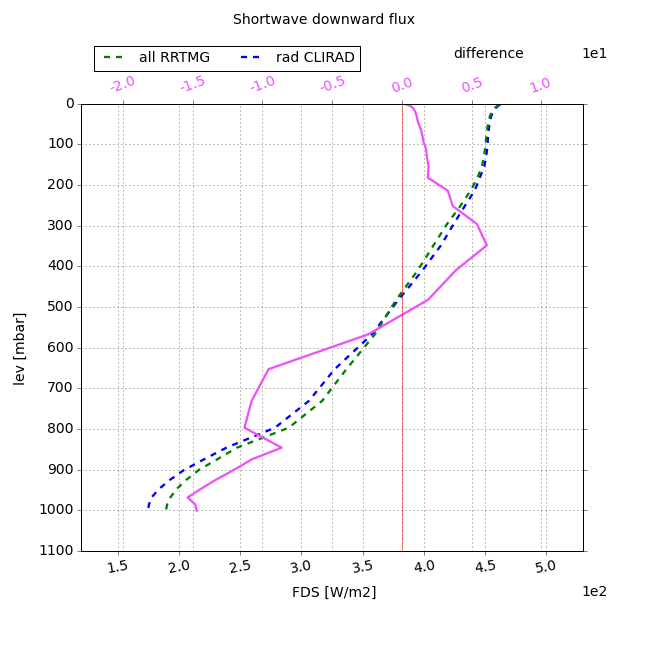 Shortwave downward flux
all RRTMG rad CLIRAD difference 1e1
-2.0 -1.5 -1.0 -0.5 0.0 0.5 1.0
0
100
200
300
400
500
600
700
800
900
1000
1100
lev [mbar]
1.5 2.0 2.5 3.0 3.5 4.0 4.5 5.0
FDS [W/m2] 1e2